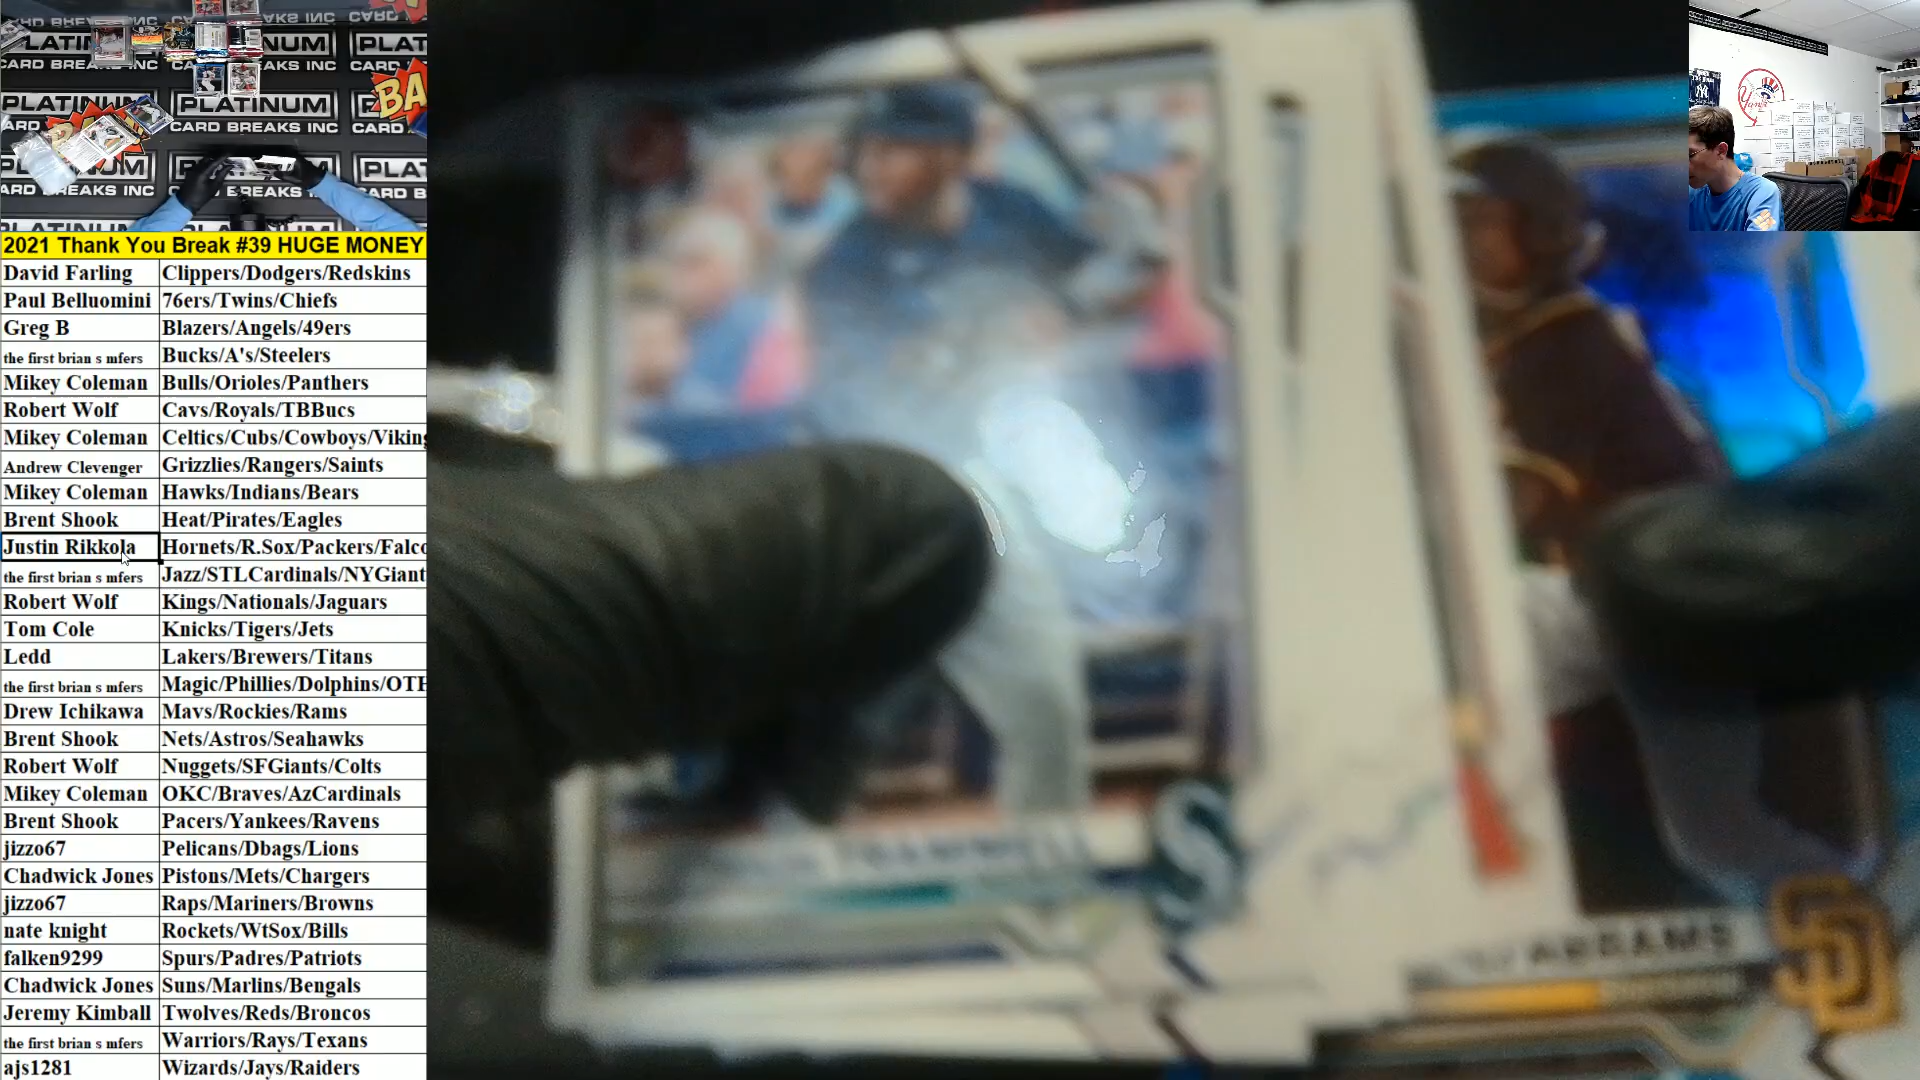 PLATINUM
CARD BREAKS INC
2021 Thank You Break #39 HUGE MONEY
David Farling Clippers/Dodgers/Redskins
Paul Belluomini 76ers/Twins/Chiefs
Greg B Blazers/Angels/49ers
the first brian s mfers Bucks/A's/Steelers
Mikey Coleman Bulls/Orioles/Panthers
Robert Wolf Cavs/Royals/TBBucs
Mikey Coleman Celtics/Cubs/Cowboys/Viking
Andrew Clevenger Grizzlies/Rangers/Saints
Mikey Coleman Hawks/Indians/Bears
Brent Shook Heat/Pirates/Eagles
Justin Rikkola Hornets/R.Sox/Packers/Falco
the first brian s mfers Jazz/STLCardinals/NYGiant
Robert Wolf Kings/Nationals/Jaguars
Tom Cole Knicks/Tigers/Jets
Ledd Lakers/Brewers/Titans
the first brian s mfers Magic/Phillies/Dolphins/OTH
Drew Ichikawa Mavs/Rockies/Rams
Brent Shook Nets/Astros/Seahawks
Robert Wolf Nuggets/SFGiants/Colts
Mikey Coleman OKC/Braves/AzCardinals
Brent Shook Pacers/Yankees/Ravens
jizzo67 Pelicans/Dbags/Lions
Chadwick Jones Pistons/Mets/Chargers
jizzo67 Raps/Mariners/Browns
nate knight Rockets/WtSox/Bills
falken9299 Spurs/Padres/Patriots
Chadwick Jones Suns/Marlins/Bengals
Jeremy Kimball Twolves/Reds/Broncos
the first brian s mfers Warriors/Rays/Texans
ajs1281 Wizards/Jays/Raiders
ABRAMS
SD